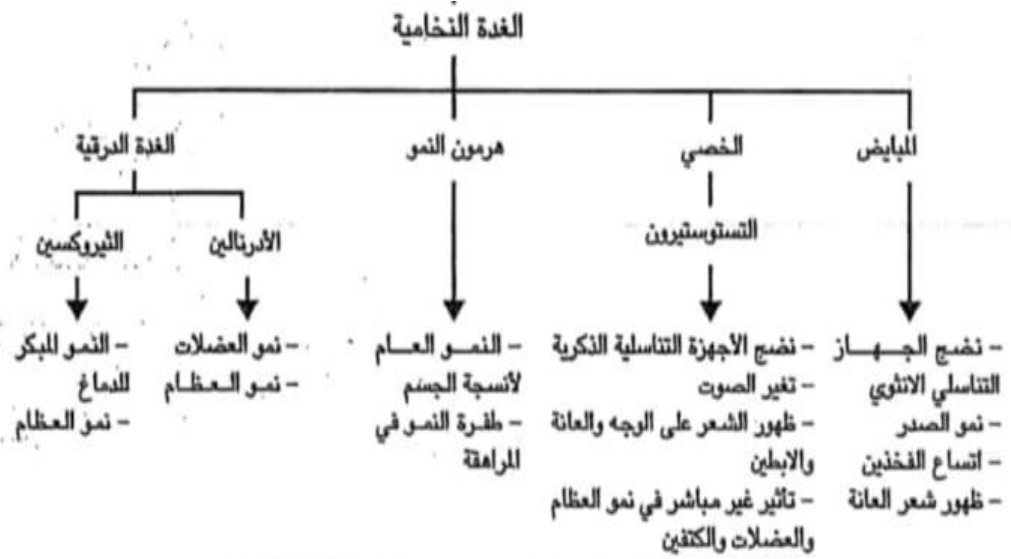 الغدة النخامية
المبايض
الخصي
هرمون النمو
الغدة الدرقية
التستوستيرون
الأدرنالين
الثيروكسين
– نضج الجهاز
التناسلي الانثوي
– نمو الصدر
– اتساع الفخذين
– ظهور شعر العانة
– نضج الأجهزة التناسلية الذكرية
– تغير الصوت
– ظهور الشعر على الوجه والعانة
والابطين
– تأثير غير مباشر في نمو العظام
والعضلات والكتفين
– النمو العام
لأنسجة الجسم
– طفرة النمو في
المراهقة
– نمو العضلات
– نمو العظام
– النمو المبكر
للدماغ
– نمو العظام